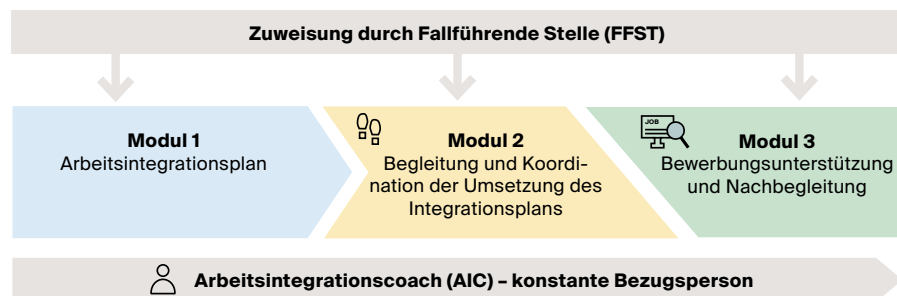 Zuweisung durch Fallführende Stelle (FFST)
Modul 1
Arbeitsintegrationsplan
Modul 2
Begleitung und Koordi-
nation der Umsetzung des
Integrationsplans
JOB
Modul 3
Bewerbungsunterstützung
und Nachbegleitung
Arbeitsintegrationscoach (AIC) – konstante Bezugsperson